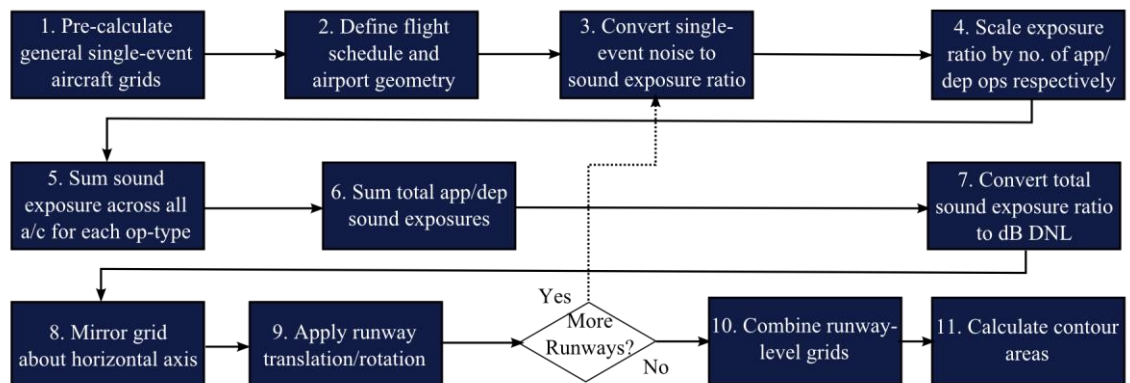 1. Pre-calculate
general single-event
aircraft grids
2. Define flight
schedule and
airport geometry
3. Convert single-
event noise to
sound exposure ratio
4. Scale exposure
ratio by no. of app/
dep ops respectively
5. Sum sound
exposure across all
a/c for each op-type
6. Sum total app/dep
sound exposures
7. Convert total
sound exposure ratio
to dB DNL
8. Mirror grid
about horizontal axis
9. Apply runway
translation/rotation
Yes
More
Runways?
No
10. Combine runway-
level grids
11. Calculate contour
areas